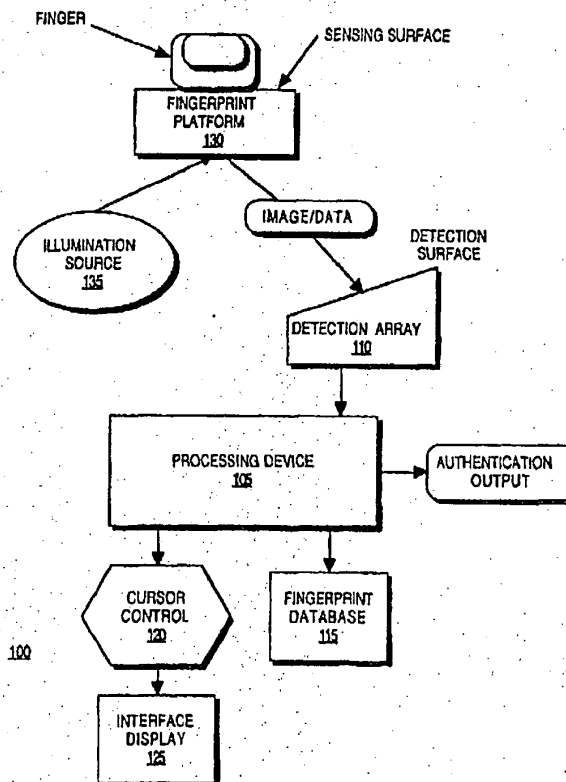 FINGER
SENSING SURFACE
FINGERPRINT
PLATFORM
130
IMAGE/DATA
ILLUMINATION
SOURCE
135
DETECTION
SURFACE
DETECTION ARRAY
110
PROCESSING DEVICE
105
AUTHENTICATION
OUTPUT
CURSOR
CONTROL
120
FINGERPRINT
DATABASE
115
100
INTERFACE
DISPLAY
125